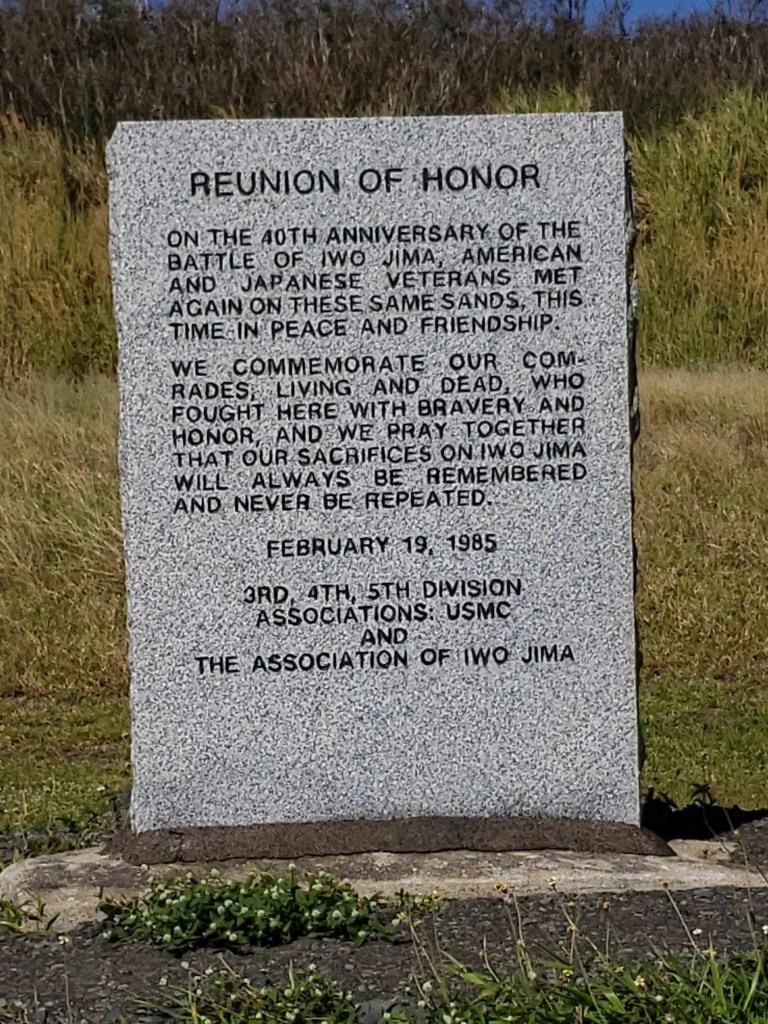 REUNION OF HONOR
ON THE 40TH ANNIVERSARY OF THE
BATTLE OF IWO JIMA, AMERICAN
AND JAPANESE VETERANS MET
AGAIN ON THESE SAME SANDS, THIS
TIME IN PEACE AND FRIENDSHIP.
WE COMMEMORATE OUR COM-
RADES, LIVING AND DEAD, WHO
FOUGHT HERE WITH BRAVERY AND
HONOR, AND WE PRAY TOGETHER
THAT OUR SACRIFICES ON IWO JIMA
WILL ALWAYS BE REMEMBERED
AND NEVER BE REPEATED.
FEBRUARY 19, 1985
3RD, 4TH, 5TH DIVISION
ASSOCIATIONS: USMC
AND
THE ASSOCIATION OF IWO JIMA